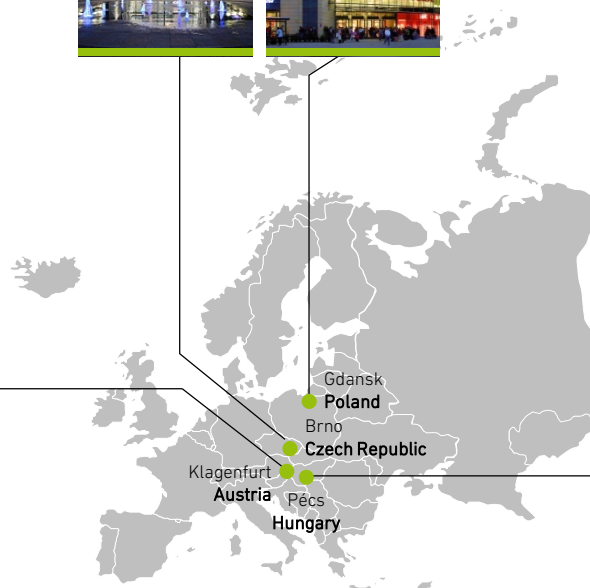 Gdansk
Poland
Brno
Czech Republic
Klagenfurt
Austria
Pécs
Hungary